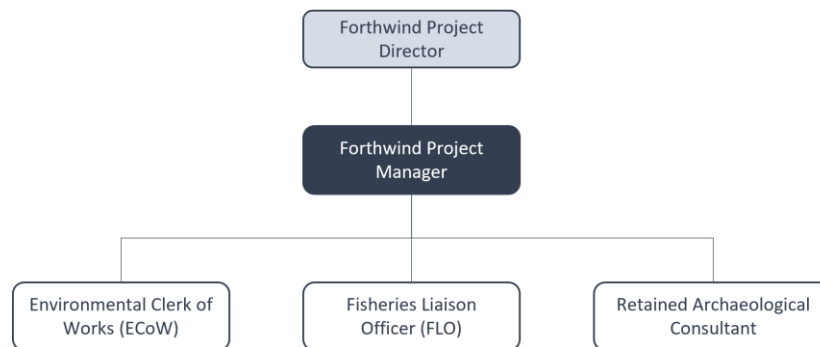 Forthwind Project
Director
Forthwind Project
Manager
Environmental Clerk of
Works (ECoW)
Fisheries Liaison
Officer (FLO)
Retained Archaeological
Consultant